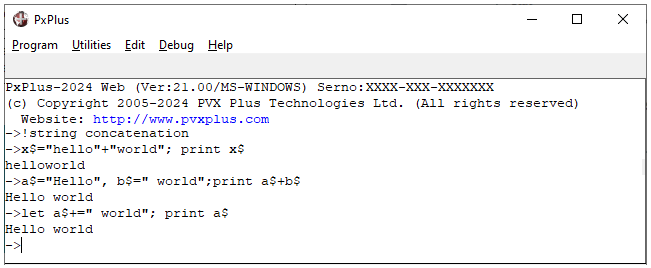 PxPlus
Program Utilities Edit Debug Help
PxPlus-2024 Web (Ver:21.00/MS-WINDOWS) Serno:XXXX-XXX-XXXXXXX
(c) Copyright 2005-2024 PVX Plus Technologies Ltd. (All rights reserved)
Website: http://www.pvxplus.com
->!string concatenation
->x$="hello"+"world"; print x$
helloworld
->a$="Hello", b$=" world";print a$+b$
Hello world
->let a$+=" world"; print a$
Hello world
->